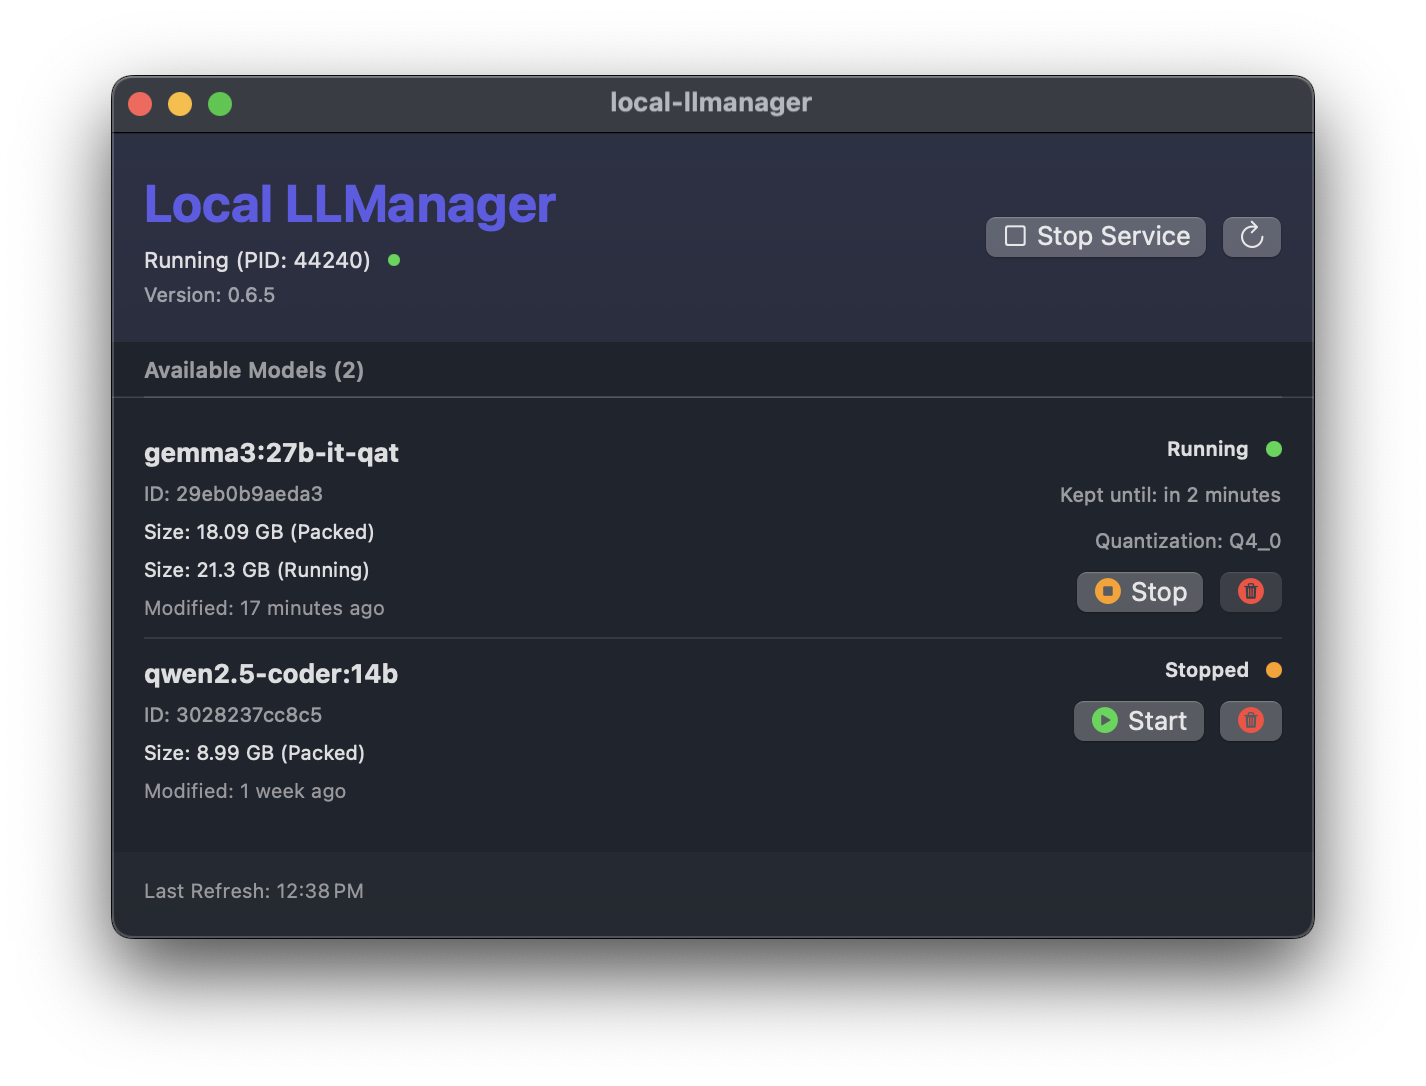 local-llmanager
Local LLManager
Running (PID: 44240)
Version: 0.6.5
Stop Service
Available Models (2)
gemma3:27b-it-qat
ID: 29eb0b9aeda3
Size: 18.09 GB (Packed)
Size: 21.3 GB (Running)
Modified: 17 minutes ago
Running
Kept until: in 2 minutes
Quantization: Q4_0
Stop
qwen2.5-coder:14b
ID: 3028237cc8c5
Size: 8.99 GB (Packed)
Modified: 1 week ago
Stopped
Start
Last Refresh: 12:38 PM